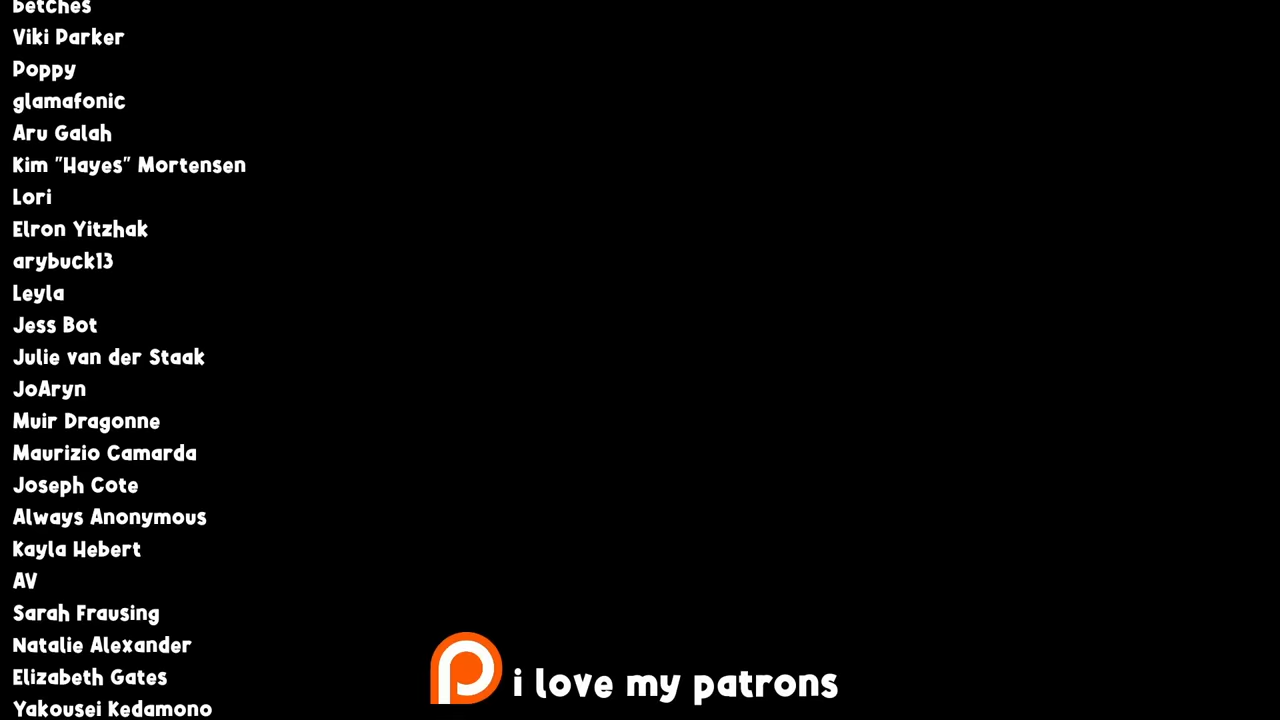 betches
Viki Parker
Poppy
glamafonic
Aru Galah
Kim "Hayes" Mortensen
Lori
Elron Yitzhak
arybuck13
Leyla
Jess Bot
Julie van der Staak
JoAryn
Muir Dragonne
Maurizio Camarda
Joseph Cote
Always Anonymous
Kayla Hebert
AV
Sarah Frausing
Natalie Alexander
Elizabeth Gates
Yakousei Kedamono
i love my patrons